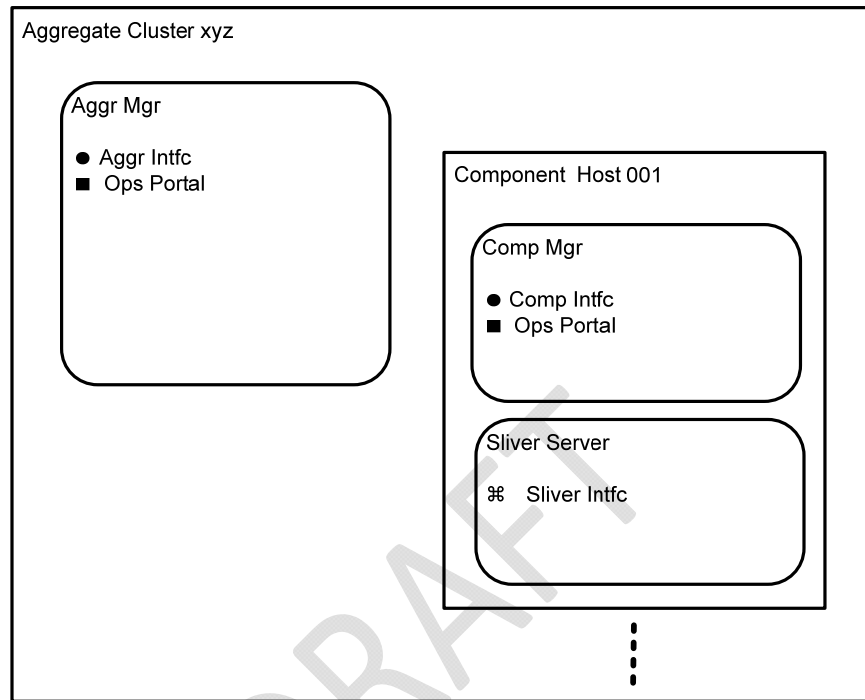 Aggregate Cluster xyz
Aggr Mgr
● Aggr Intfc
■ Ops Portal
Component Host 001
Comp Mgr
● Comp Intfc
■ Ops Portal
Sliver Server
⌘ Sliver Intfc
DRAFT